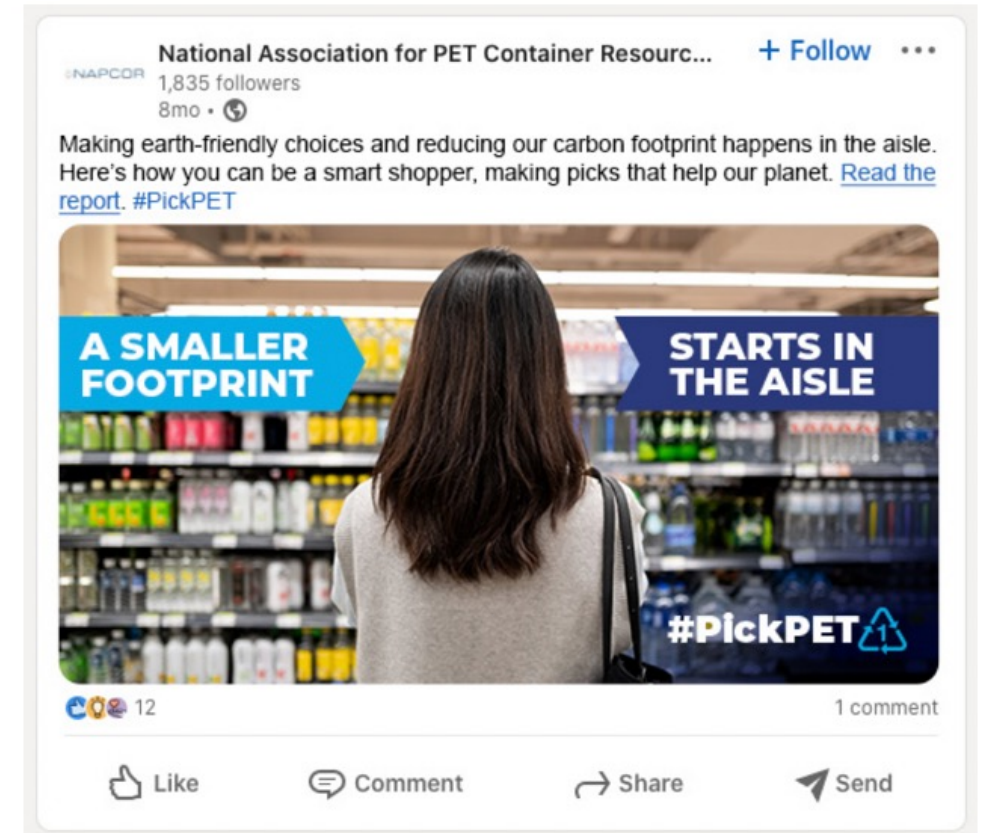 National Association for PET Container Resourc...
+ Follow
NAPCOR
1,835 followers
8mo •
Making earth-friendly choices and reducing our carbon footprint happens in the aisle.
Here's how you can be a smart shopper, making picks that help our planet. Read the
report. #PickPET
A SMALLER
FOOTPRINT
STARTS IN
THE AISLE
#PickPET
1
12
1 comment
Like
Comment
Share
Send